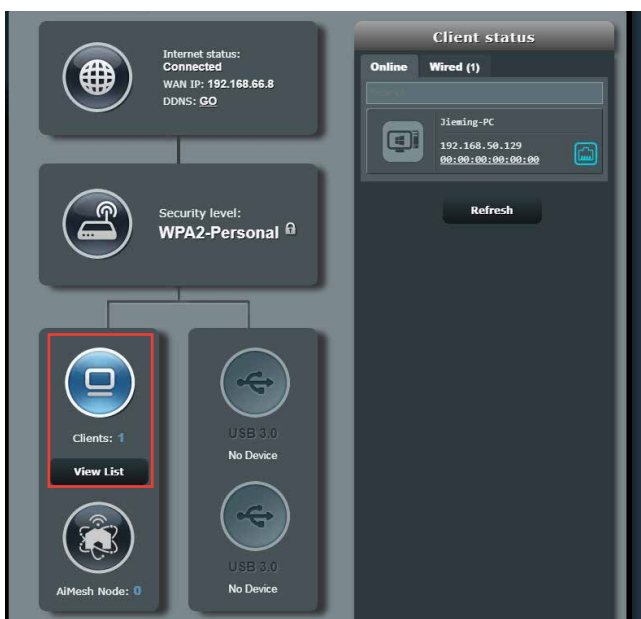 Internet status:
Connected
WAN IP: 192.168.66.8
DDNS: GO
Security level:
WPA2-Personal
Clients: 1
View List
AiMesh Node: 0
USB 3.0
No Device
USB 3.0
No Device
Client status
Online
Wired (1)
Jieming-PC
192.168.50.129
00:00:00:00:00:00
Refresh